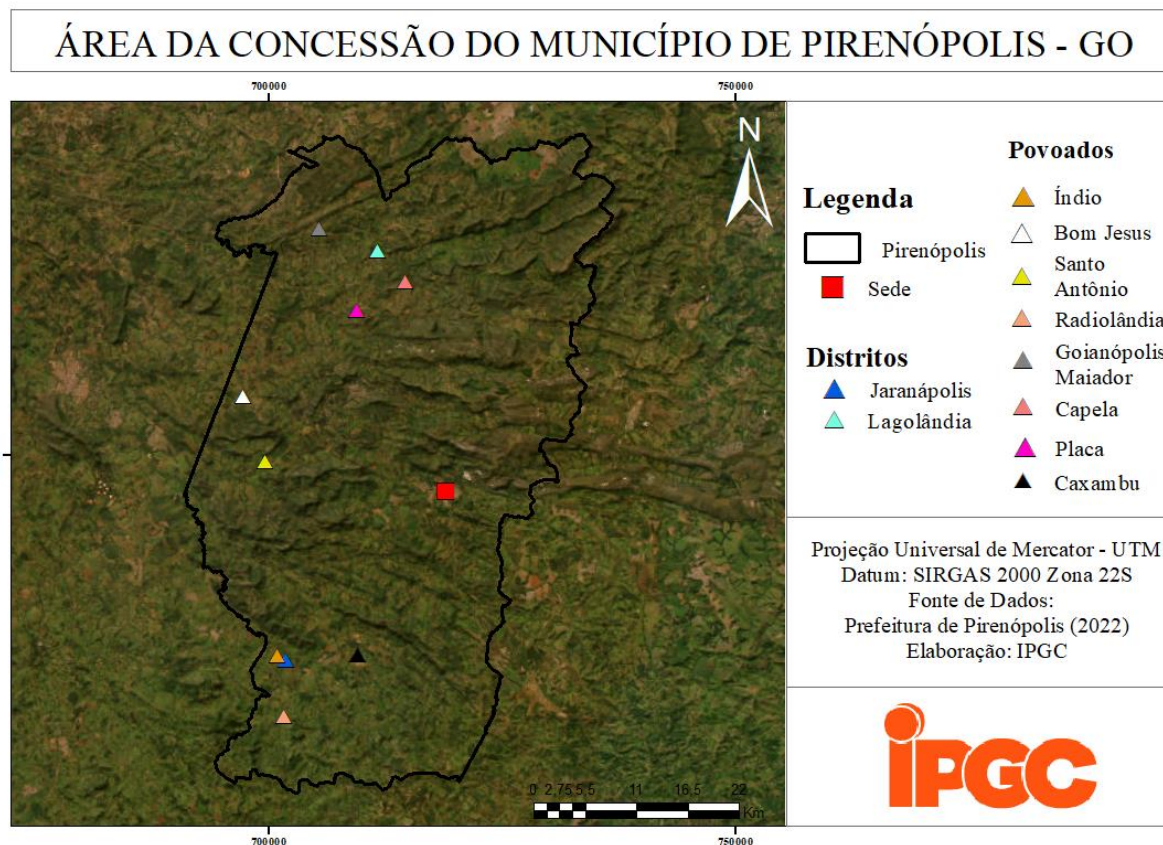 ÁREA DA CONCESSÃO DO MUNICÍPIO DE PIRENÓPOLIS - GO
700000
750000
N
Legenda
Pirenópolis
Sede
Distritos
Jaranápolis
Lagolândia
Povoados
Índio
Bom Jesus
Santo
Antônio
Radiolândia
Goianópolis
Maiador
Capela
Placa
Caxambu
0 2,75 5,5 11 16,5 22
Km
Projeção Universal de Mercator - UTM
Datum: SIRGAS 2000 Zona 22S
Fonte de Dados:
Prefeitura de Pirenópolis (2022)
Elaboração: IPGC
iPGC
700000
750000